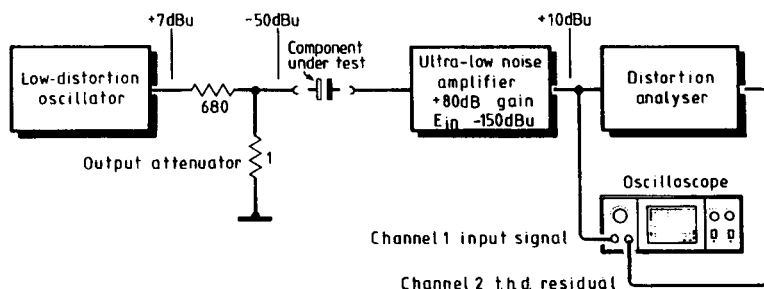 +7dBu
-50dBu
+10dBu
Component
under test
Low-distortion
oscillator
680
Ultra-low noise
amplifier
+80dB gain
Ein -150dBu
Distortion
analyser
Output attenuator
1
Oscilloscope
Channel 1 input signal
Channel 2 t.h.d. residual